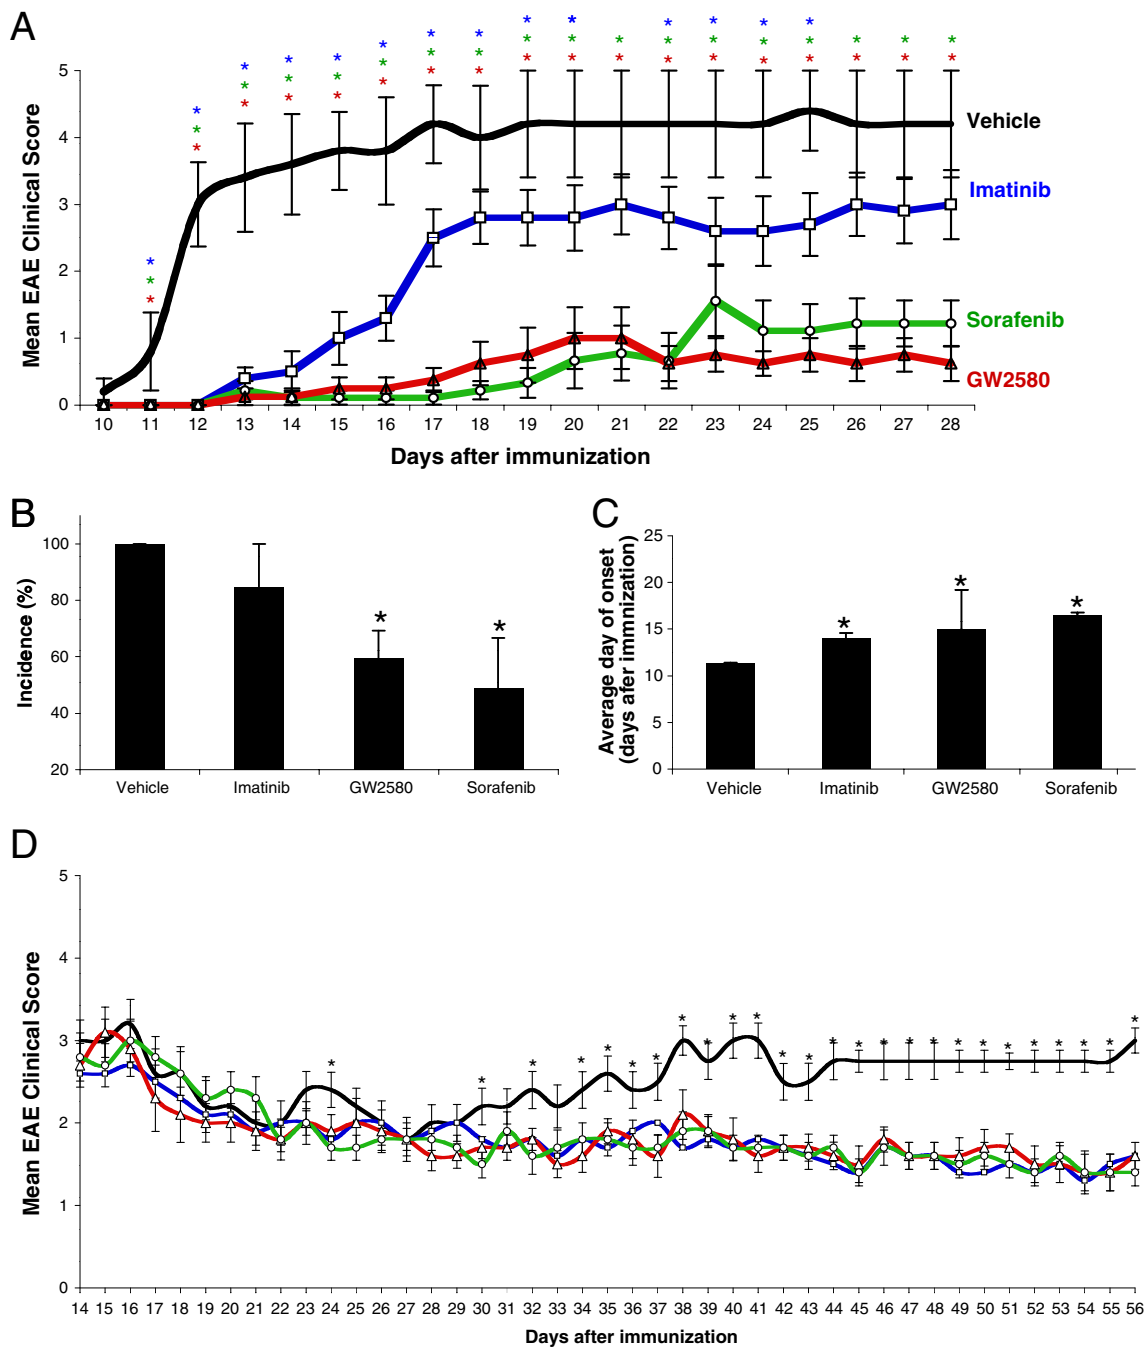 A
* * * * * * * * * * * * * * *
* * * * * * * * * * * * * * * * * *
* * * * * * * * * * * * * * * * * *
Mean EAE Clinical Score
5
4
3
2
1
0
Vehicle
Imatinib
Sorafenib
GW2580
10 11 12 13 14 15 16 17 18 19 20 21 22 23 24 25 26 27 28
Days after immunization
B
Incidence (%)
100
80
60
40
20
* *
Vehicle Imatinib GW2580 Sorafenib
C
Average day of onset
(days afer immnization)
25
20
15
10
5
0
* * *
Vehicle Imatinib GW2580 Sorafenib
D
Mean EAE Clinical Score
5
4
3
2
1
0
* * * * * * * * * * * * * * * * * * * * * * * * * *
14 15 16 17 18 19 20 21 22 23 24 25 26 27 28 29 30 31 32 33 34 35 36 37 38 39 40 41 42 43 44 45 46 47 48 49 50 51 52 53 54 55 56
Days after immunization